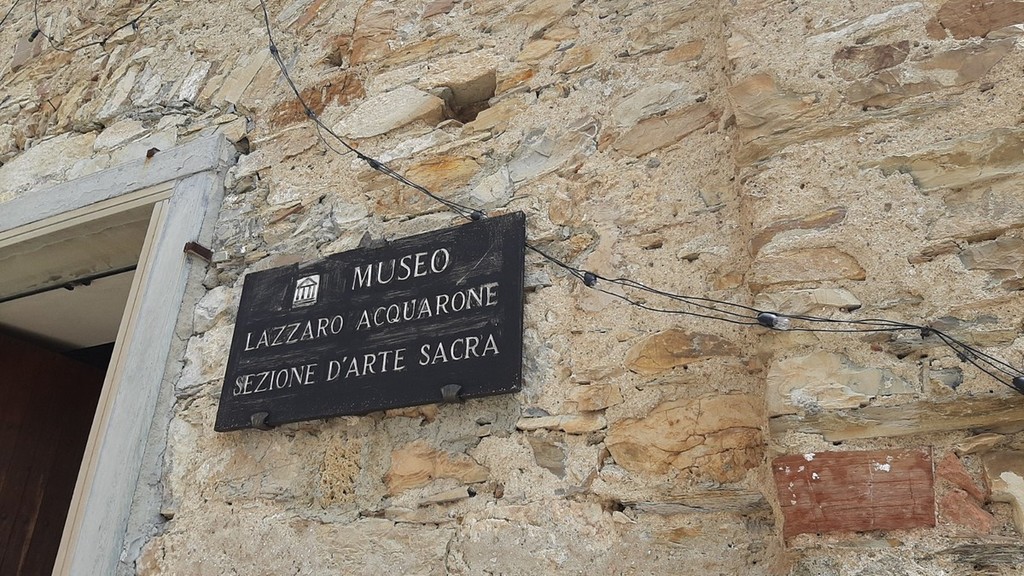 MUSEO
LAZZARO ACQUARONE
SEZIONE D'ARTE SACRA